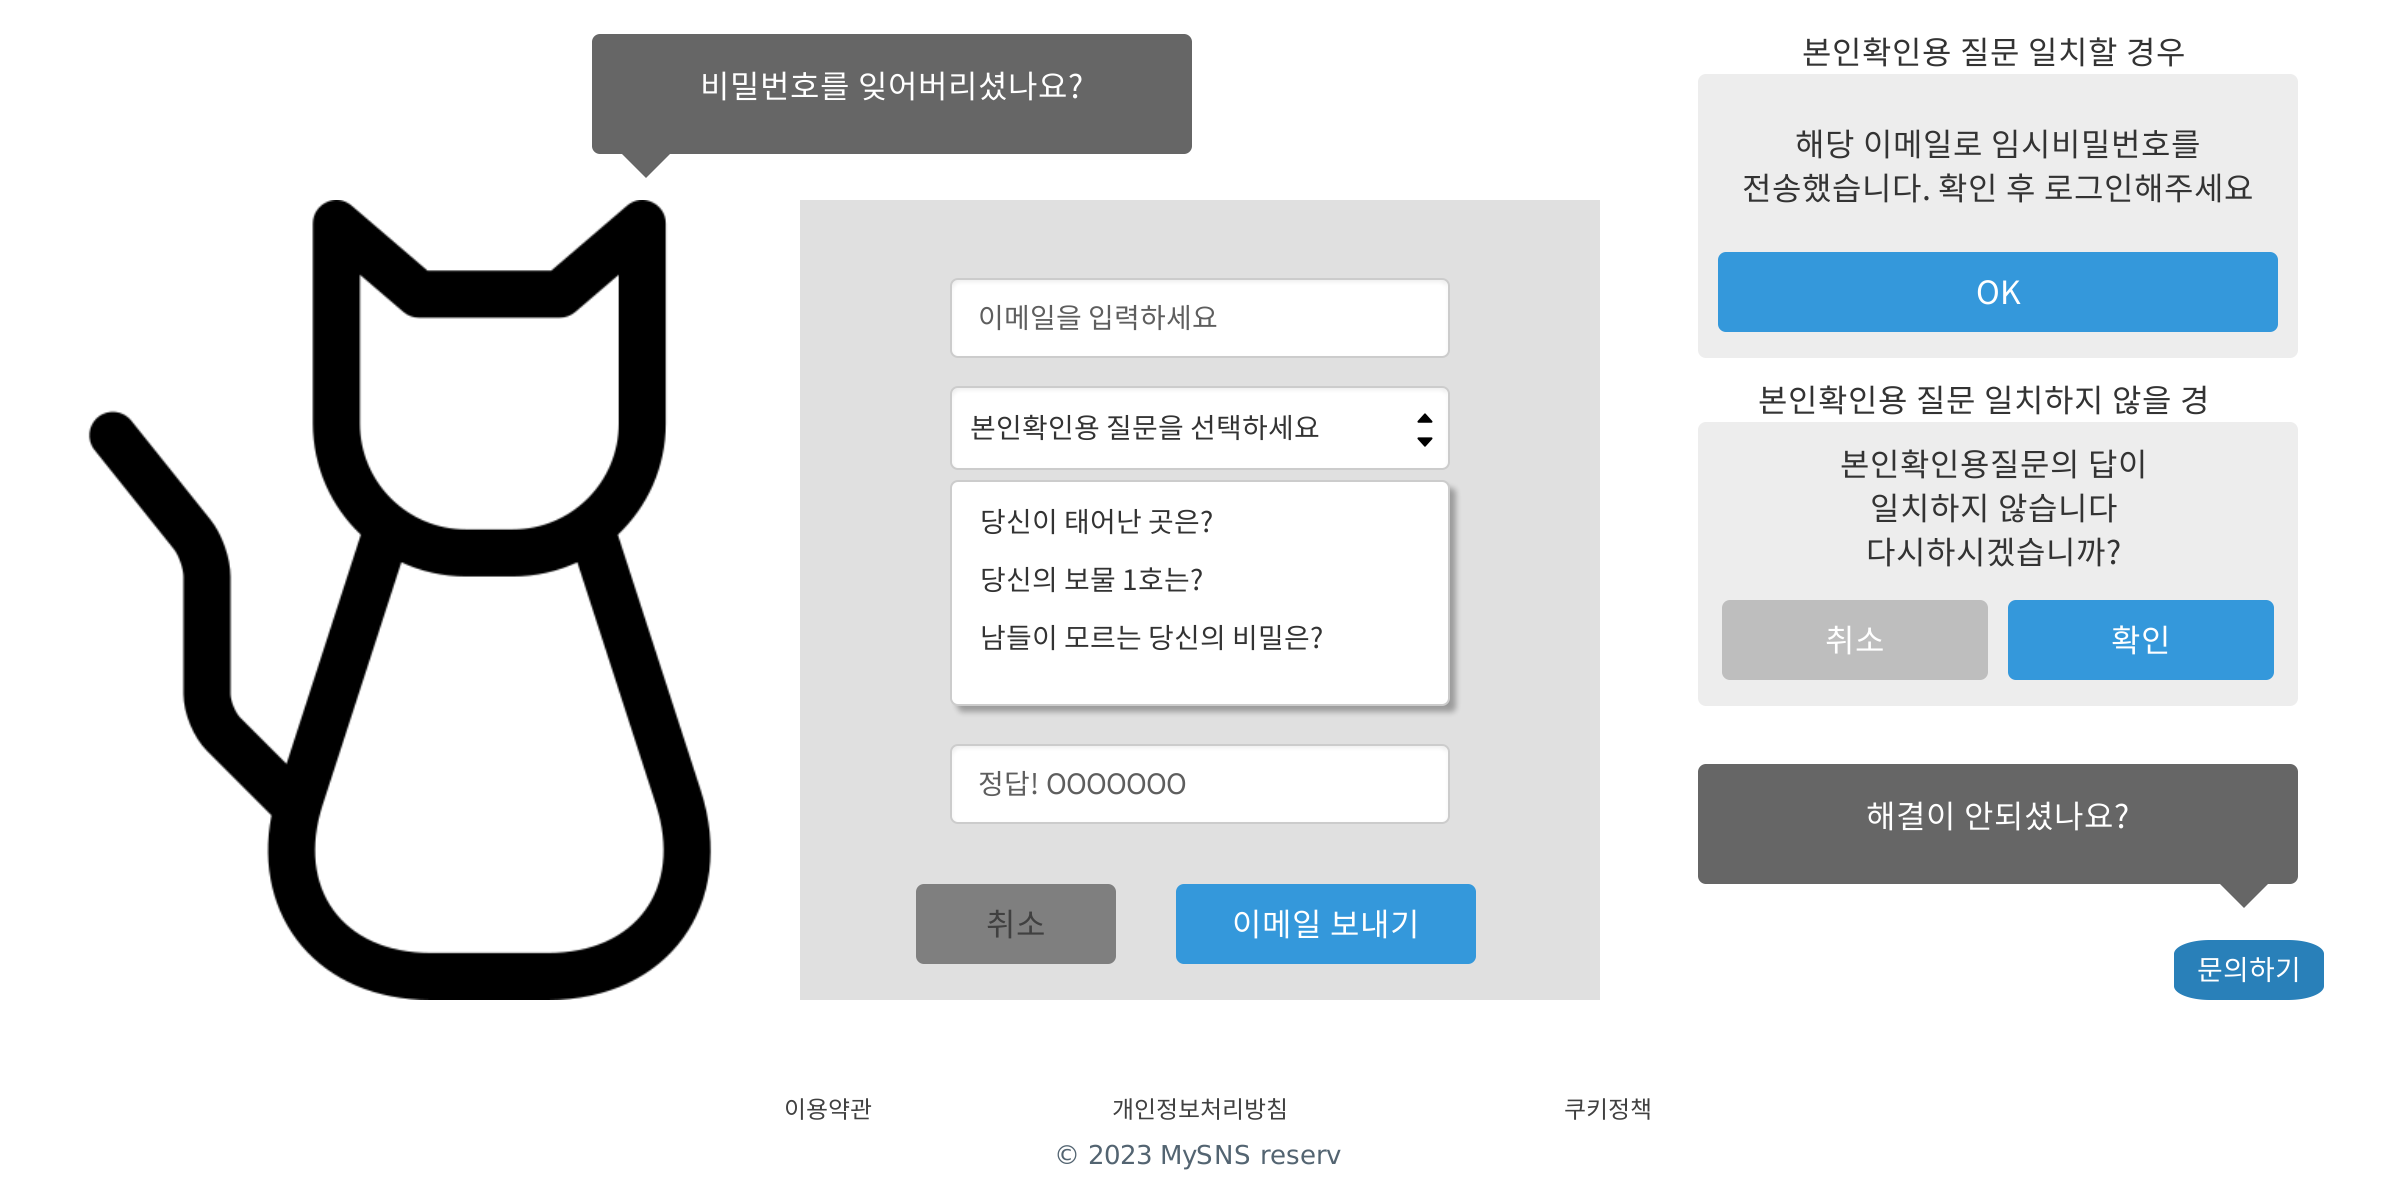 비밀번호를 잊어버리셨나요?
이메일을 입력하세요
본인확인용 질문을 선택하세요
당신이 태어난 곳은?
당신의 보물 1호는?
남들이 모르는 당신의 비밀은?
정답! OOOOOOO
취소
이메일 보내기
본인확인용 질문 일치할 경우
해당 이메일로 임시비밀번호를
전송했습니다. 확인 후 로그인해주세요
OK
본인확인용 질문 일치하지 않을 경
본인확인용질문의 답이
일치하지 않습니다
다시하시겠습니까?
취소
확인
해결이 안되셨나요?
문의하기
이용약관
개인정보처리방침
쿠키정책
© 2023 MySNS reserv